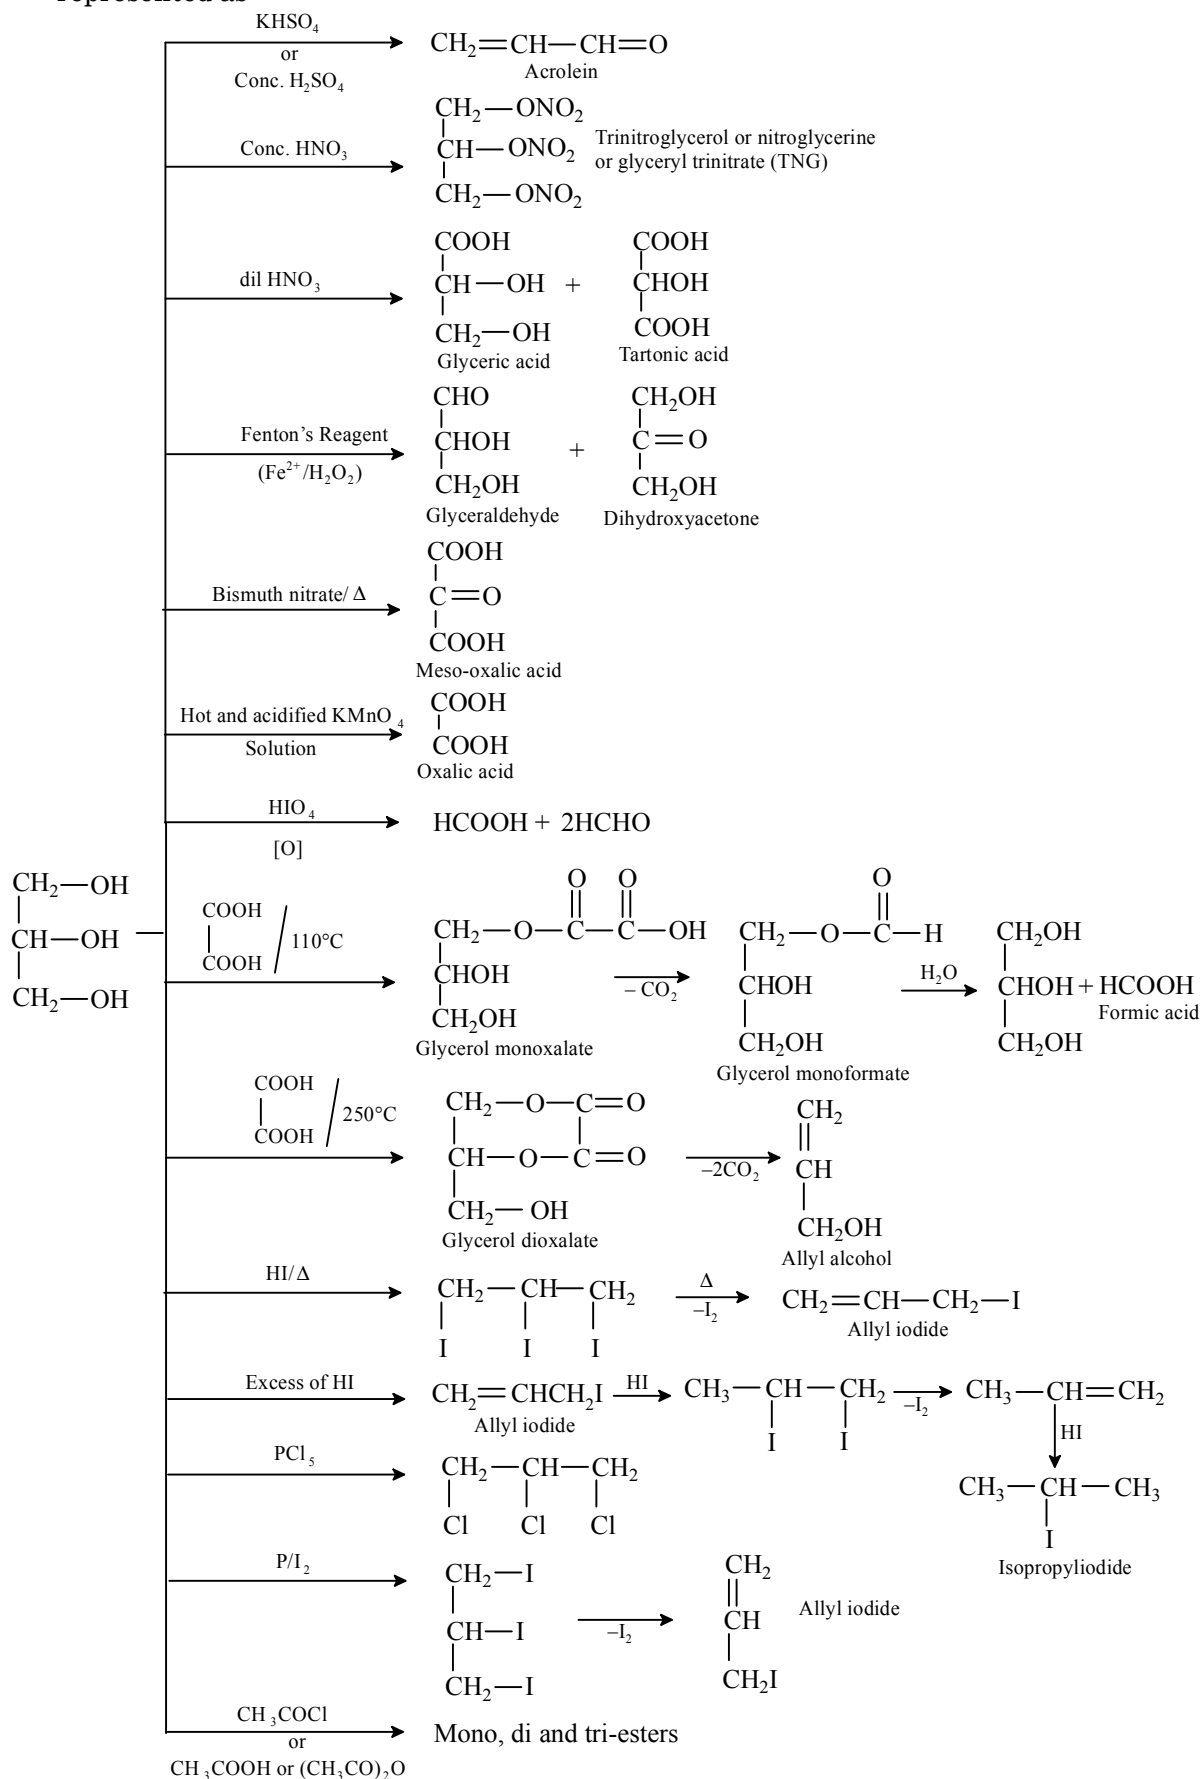 represented as
KHSO4
or
Conc. H2SO4
CH2=CH—CH=O
Acrolein
Conc. HNO3
CH2—ONO2
CH—ONO2
CH2—ONO2
Trinitroglycerol or nitroglycerine
or glyceryl trinitrate (TNG)
dil HNO3
COOH
CH—OH
CH2—OH
Glyceric acid
+
COOH
CHOH
COOH
Tartonic acid
Fenton's Reagent
(Fe2+/H2O2)
CHO
CHOH
CH2OH
Glyceraldehyde
+
CH2OH
C=O
CH2OH
Dihydroxyacetone
Bismuth nitrate/ Δ
COOH
C=O
COOH
Meso-oxalic acid
Hot and acidified KMnO4
Solution
COOH
COOH
Oxalic acid
HIO4
[O]
HCOOH + 2HCHO
CH2—OH
CH—OH
CH2—OH
COOH
COOH
/110°C
O O
CH2—O—C—C—OH
CHOH
CH2OH
Glycerol monoxalate
– CO2
O
CH2—O—C—H
CHOH
CH2OH
Glycerol monoformate
H2O
CH2OH
CHOH + HCOOH
CH2OH
Formic acid
COOH
COOH
/250°C
CH2—O—C=O
CH—O—C=O
CH2—OH
Glycerol dioxalate
–2CO2
CH2
CH
CH2OH
Allyl alcohol
HI/Δ
CH2—CH—CH2
I I I
Δ
–I2
CH2=CH—CH2—I
Allyl iodide
Excess of HI
CH2=CHCH2I
Allyl iodide
HI
CH3—CH—CH2
I I
–I2
CH3—CH=CH2
HI
CH3—CH—CH3
I
Isopropyliodide
PCl5
CH2—CH—CH2
Cl Cl Cl
P/I2
CH2—I
CH—I
CH2—I
–I2
CH2
CH
CH2I
Allyl iodide
CH3COCl
or
CH3COOH or (CH3CO)2O
Mono, di and tri-esters